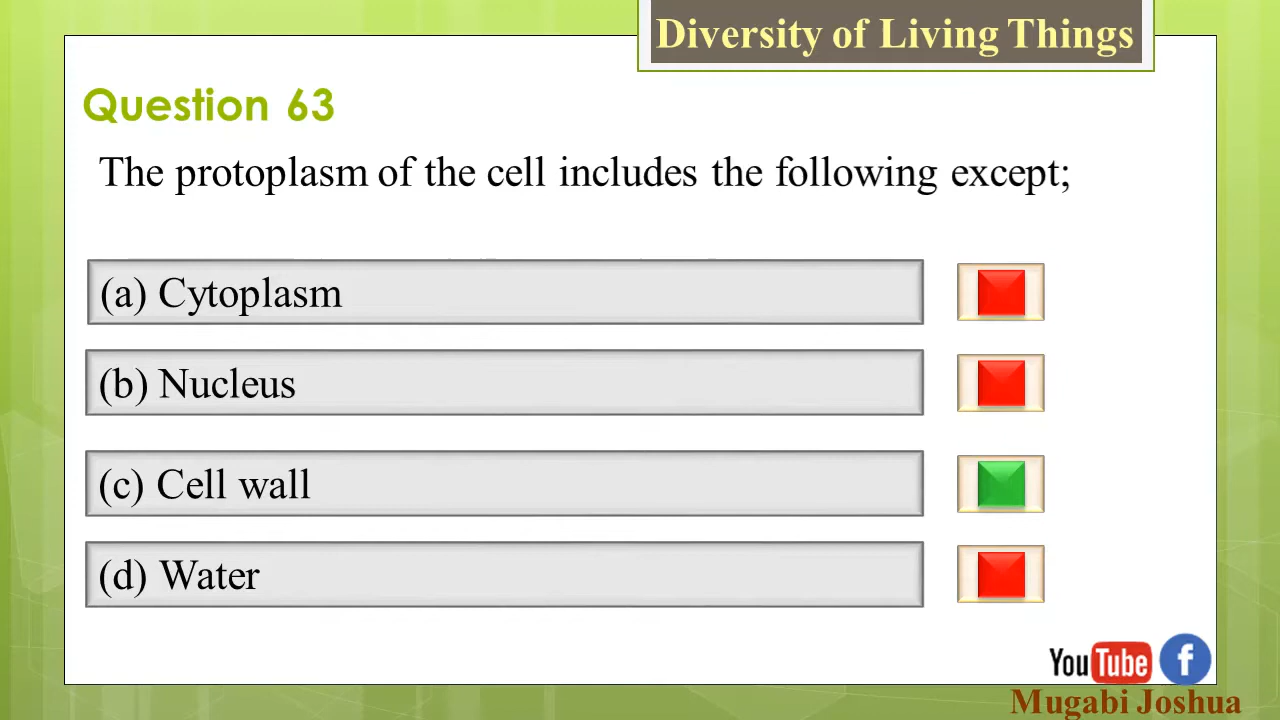 Diversity of Living Things
Question 63
The protoplasm of the cell includes the following except;
(a) Cytoplasm
(b) Nucleus
(c) Cell wall
(d) Water
YouTube f
Mugabi Joshua